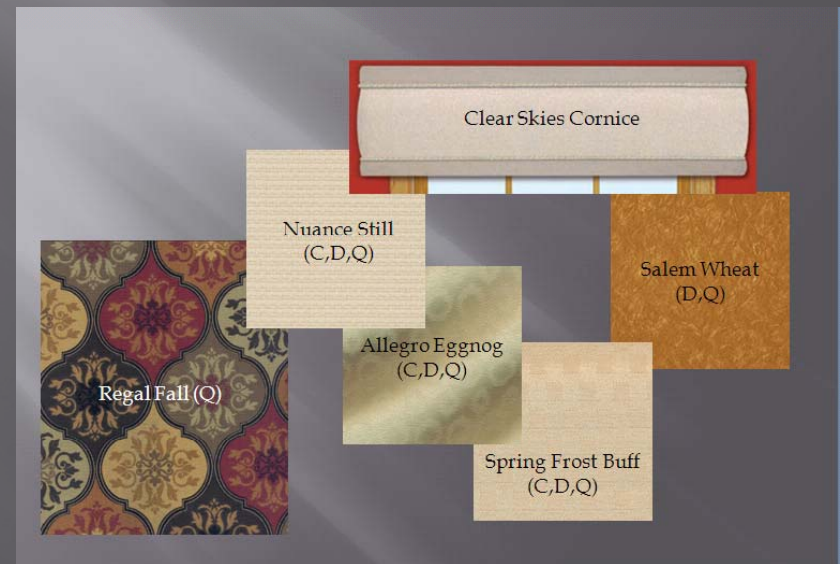 Clear Skies Cornice
Nuance Still
(C,D,Q)
Salem Wheat
(D,Q)
Allegro Eggnog
(C,D,Q)
Regal Fall (Q)
Spring Frost Buff
(C,D,Q)